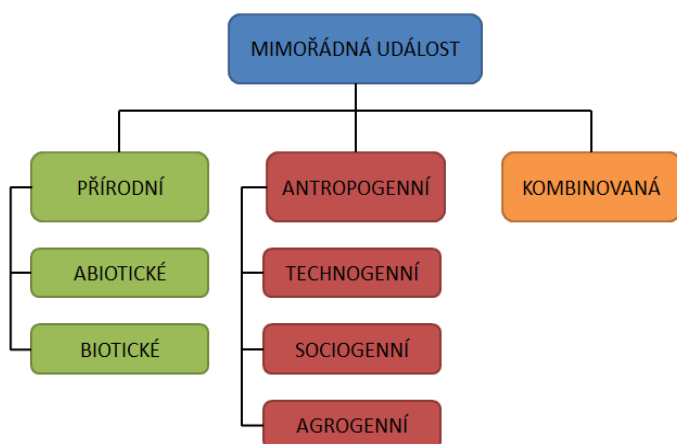 MIMOŘÁDNÁ UDÁLOST
PŘÍRODNÍ
ANTROPOGENNÍ
KOMBINOVANÁ
ABIOTICKÉ
TECHNOGENNÍ
BIOTICKÉ
SOCIOGENNÍ
AGROGENNÍ